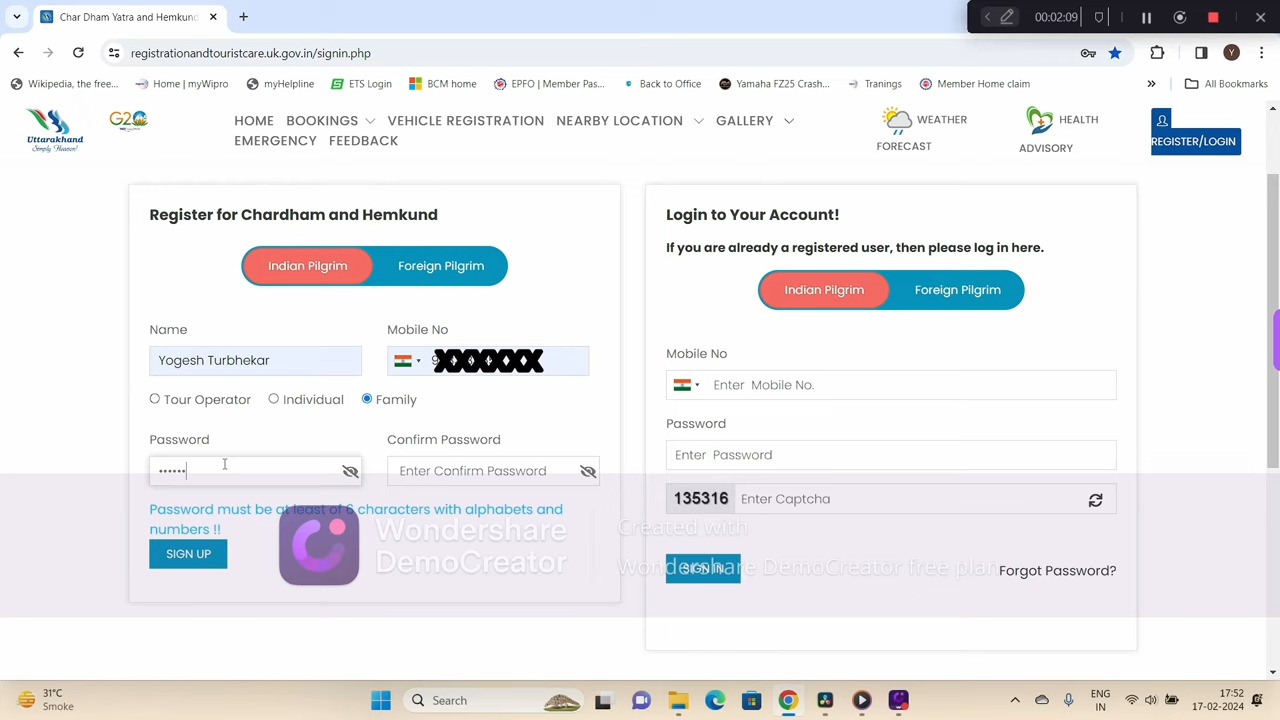 Char Dham Yatra and Hemkund
00:02:09
registrationandtouristcare.uk.gov.in/signin.php
Y
Wikipedia, the free...
Home | myWipro
myHelpline
ETS Login
BCM home
EPFO | Member Pas...
Back to Office
Yamaha FZ25 Crash...
Tranings
Member Home claim
»
All Bookmarks
Uttarakhand
Simply Heaven!
G20
HOME BOOKINGS VEHICLE REGISTRATION NEARBY LOCATION GALLERY
EMERGENCY FEEDBACK
WEATHER
FORECAST
HEALTH
ADVISORY
REGISTER/LOGIN
Register for Chardham and Hemkund
Indian Pilgrim Foreign Pilgrim
Name Mobile No
Yogesh Turbhekar 9
Tour Operator Individual Family
Password Confirm Password
•••••• Enter Confirm Password
Password must be at least of 6 characters with alphabets and
numbers !!
SIGN UP
Login to Your Account!
If you are already a registered user, then please log in here.
Indian Pilgrim Foreign Pilgrim
Mobile No
Enter Mobile No.
Password
Enter Password
135316 Enter Captcha
SIGN IN Forgot Password?
Wondershare
DemoCreator
Created with
Wondershare DemoCreator free plan
31°C
Smoke
Search
ENG
IN
17:52
17-02-2024